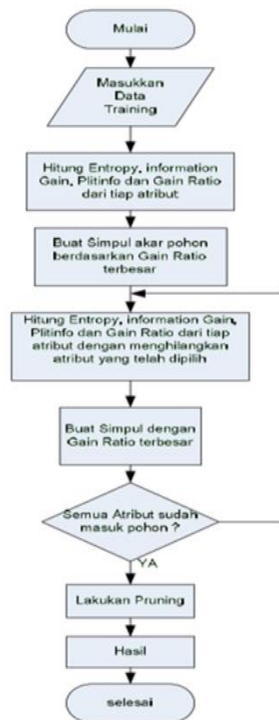 Mulai
Masukkan
Data
Training
Hitung Entropy, information
Gain, Plitinfo dan Gain Ratio
dari tiap atribut
Buat Simpul akar pohon
berdasarkan Gain Ratio
terbesar
Hitung Entropy, information Gain,
Plitinfo dan Gain Ratio dari tiap
atribut dengan menghilangkan
atribut yang telah dipilih
Buat Simpul dengan
Gain Ratio terbesar
Semua Atribut sudah
masuk pohon ?
YA
Lakukan Pruning
Hasil
selesai